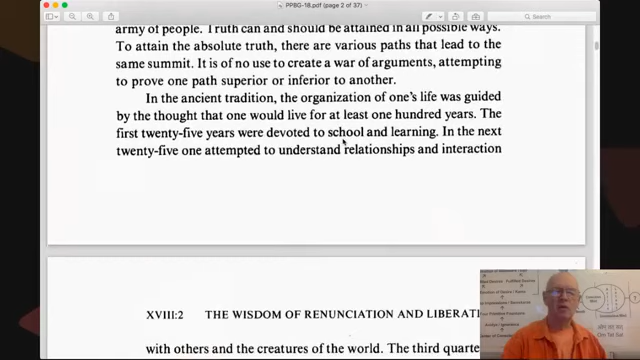 PPBG-18.pdf (page 2 of 37)
Search
army of people. Truth can and should be attained in all possible ways.
To attain the absolute truth, there are various paths that lead to the
same summit. It is of no use to create a war of arguments, attempting
to prove one path superior or inferior to another.
In the ancient tradition, the organization of one's life was guided
by the thought that one would live for at least one hundred years. The
first twenty-five years were devoted to school and learning. In the next
twenty-five one attempted to understand relationships and interaction
XVIII:2 THE WISDOM OF RENUNCIATION AND LIBERATI
with others and the creatures of the world. The third quarte
Om Tat Sat